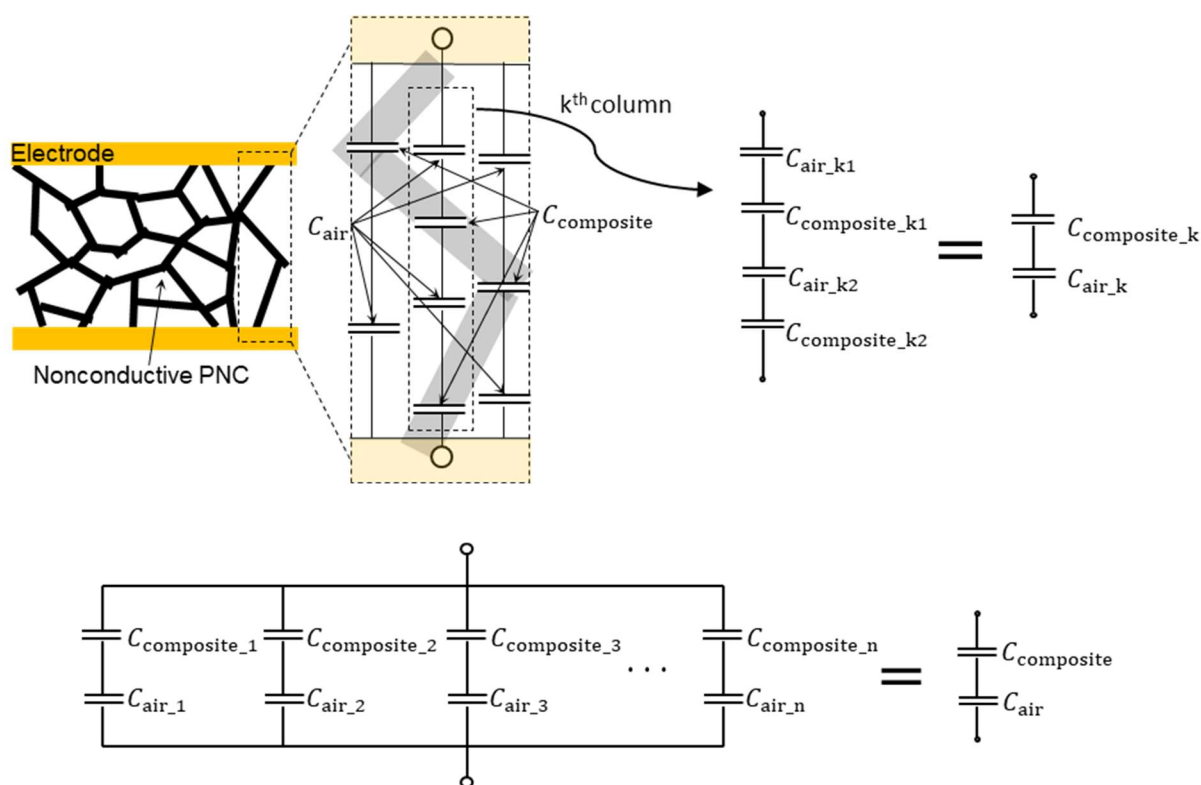 kᵗʰ column
Electrode
C_air
C_composite
Nonconductive PNC
C_air_k1
C_composite_k1
C_air_k2
C_composite_k2
=
C_composite_k
C_air_k
C_composite_1
C_composite_2
C_composite_3
C_composite_n
...
C_air_1
C_air_2
C_air_3
C_air_n
=
C_composite
C_air